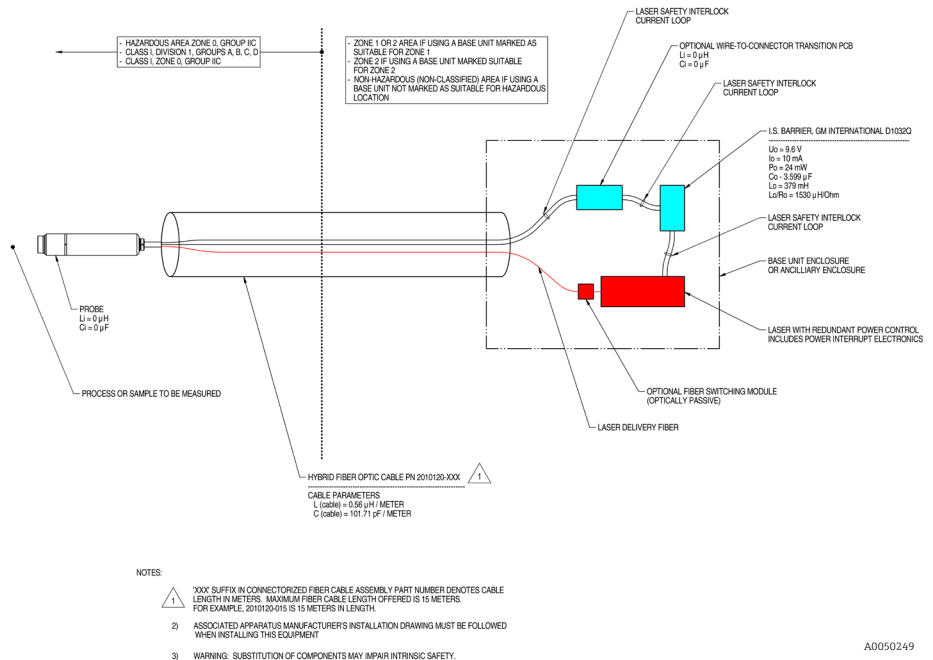 LASER SAFETY INTERLOCK
CURRENT LOOP
- HAZARDOUS AREA ZONE 0, GROUP IIC
- CLASS I, DIVISION 1, GROUPS A, B, C, D
- CLASS I, ZONE 0, GROUP IIC
- ZONE 1 OR 2 AREA IF USING A BASE UNIT MARKED AS
SUITABLE FOR ZONE 1
- ZONE 2 IF USING A BASE UNIT MARKED SUITABLE
FOR ZONE 2
- NON-HAZARDOUS (NON-CLASSIFIED) AREA IF USING A
BASE UNIT NOT MARKED AS SUITABLE FOR HAZARDOUS
LOCATION
OPTIONAL WIRE-TO-CONNECTOR TRANSITION PCB
Li = 0 µH
Ci = 0 µF
LASER SAFETY INTERLOCK
CURRENT LOOP
I.S. BARRIER, GM INTERNATIONAL D1032Q
Uo = 9.6 V
Io = 10 mA
Po = 24 mW
Co - 3.599 µF
Lo = 379 mH
Lo/Ro = 1530 µH/Ohm
LASER SAFETY INTERLOCK
CURRENT LOOP
BASE UNIT ENCLOSURE
OR ANCILLIARY ENCLOSURE
PROBE
Li = 0 µH
Ci = 0 µF
LASER WITH REDUNDANT POWER CONTROL
INCLUDES POWER INTERRUPT ELECTRONICS
PROCESS OR SAMPLE TO BE MEASURED
OPTIONAL FIBER SWITCHING MODULE
(OPTICALLY PASSIVE)
LASER DELIVERY FIBER
HYBRID FIBER OPTIC CABLE PN 2010120-XXX 1
CABLE PARAMETERS
L (cable) = 0.56 µH / METER
C (cable) = 101.71 pF / METER
NOTES:
1 'XXX' SUFFIX IN CONNECTORIZED FIBER CABLE ASSEMBLY PART NUMBER DENOTES CABLE
LENGTH IN METERS. MAXIMUM FIBER CABLE LENGTH OFFERED IS 15 METERS.
FOR EXAMPLE, 2010120-015 IS 15 METERS IN LENGTH.
2) ASSOCIATED APPARATUS MANUFACTURER'S INSTALLATION DRAWING MUST BE FOLLOWED
WHEN INSTALLING THIS EQUIPMENT
3) WARNING: SUBSTITUTION OF COMPONENTS MAY IMPAIR INTRINSIC SAFETY.
A0050249